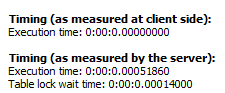 Timing (as measured at client side):
Execution time: 0:00:0.00000000
Timing (as measured by the server):
Execution time: 0:00:0.00051860
Table lock wait time: 0:00:0.00014000